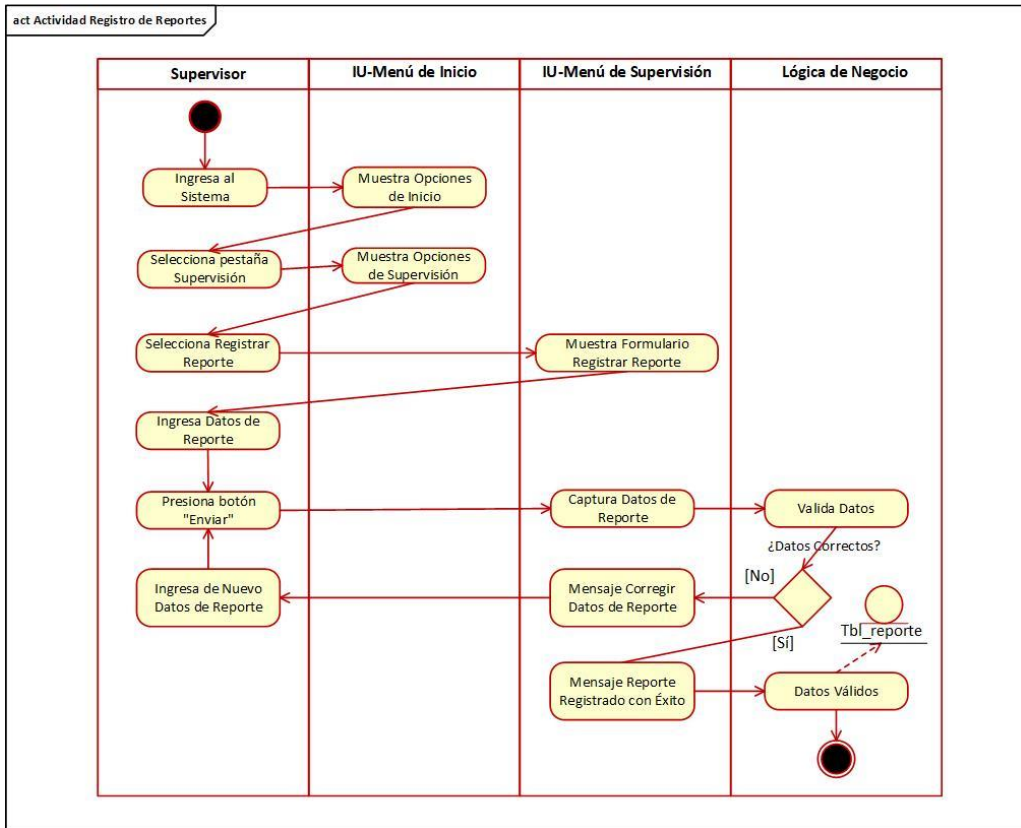 act Actividad Registro de Reportes
Supervisor
IU-Menú de Inicio
IU-Menú de Supervisión
Lógica de Negocio
Ingresa al
Sistema
Muestra Opciones
de Inicio
Selecciona pestaña
Supervisión
Muestra Opciones
de Supervisión
Selecciona Registrar
Reporte
Muestra Formulario
Registrar Reporte
Ingresa Datos de
Reporte
Presiona botón
"Enviar"
Captura Datos de
Reporte
Valida Datos
¿Datos Correctos?
[No]
Ingresa de Nuevo
Datos de Reporte
Mensaje Corregir
Datos de Reporte
Tbl_reporte
[Sí]
Mensaje Reporte
Registrado con Éxito
Datos Válidos